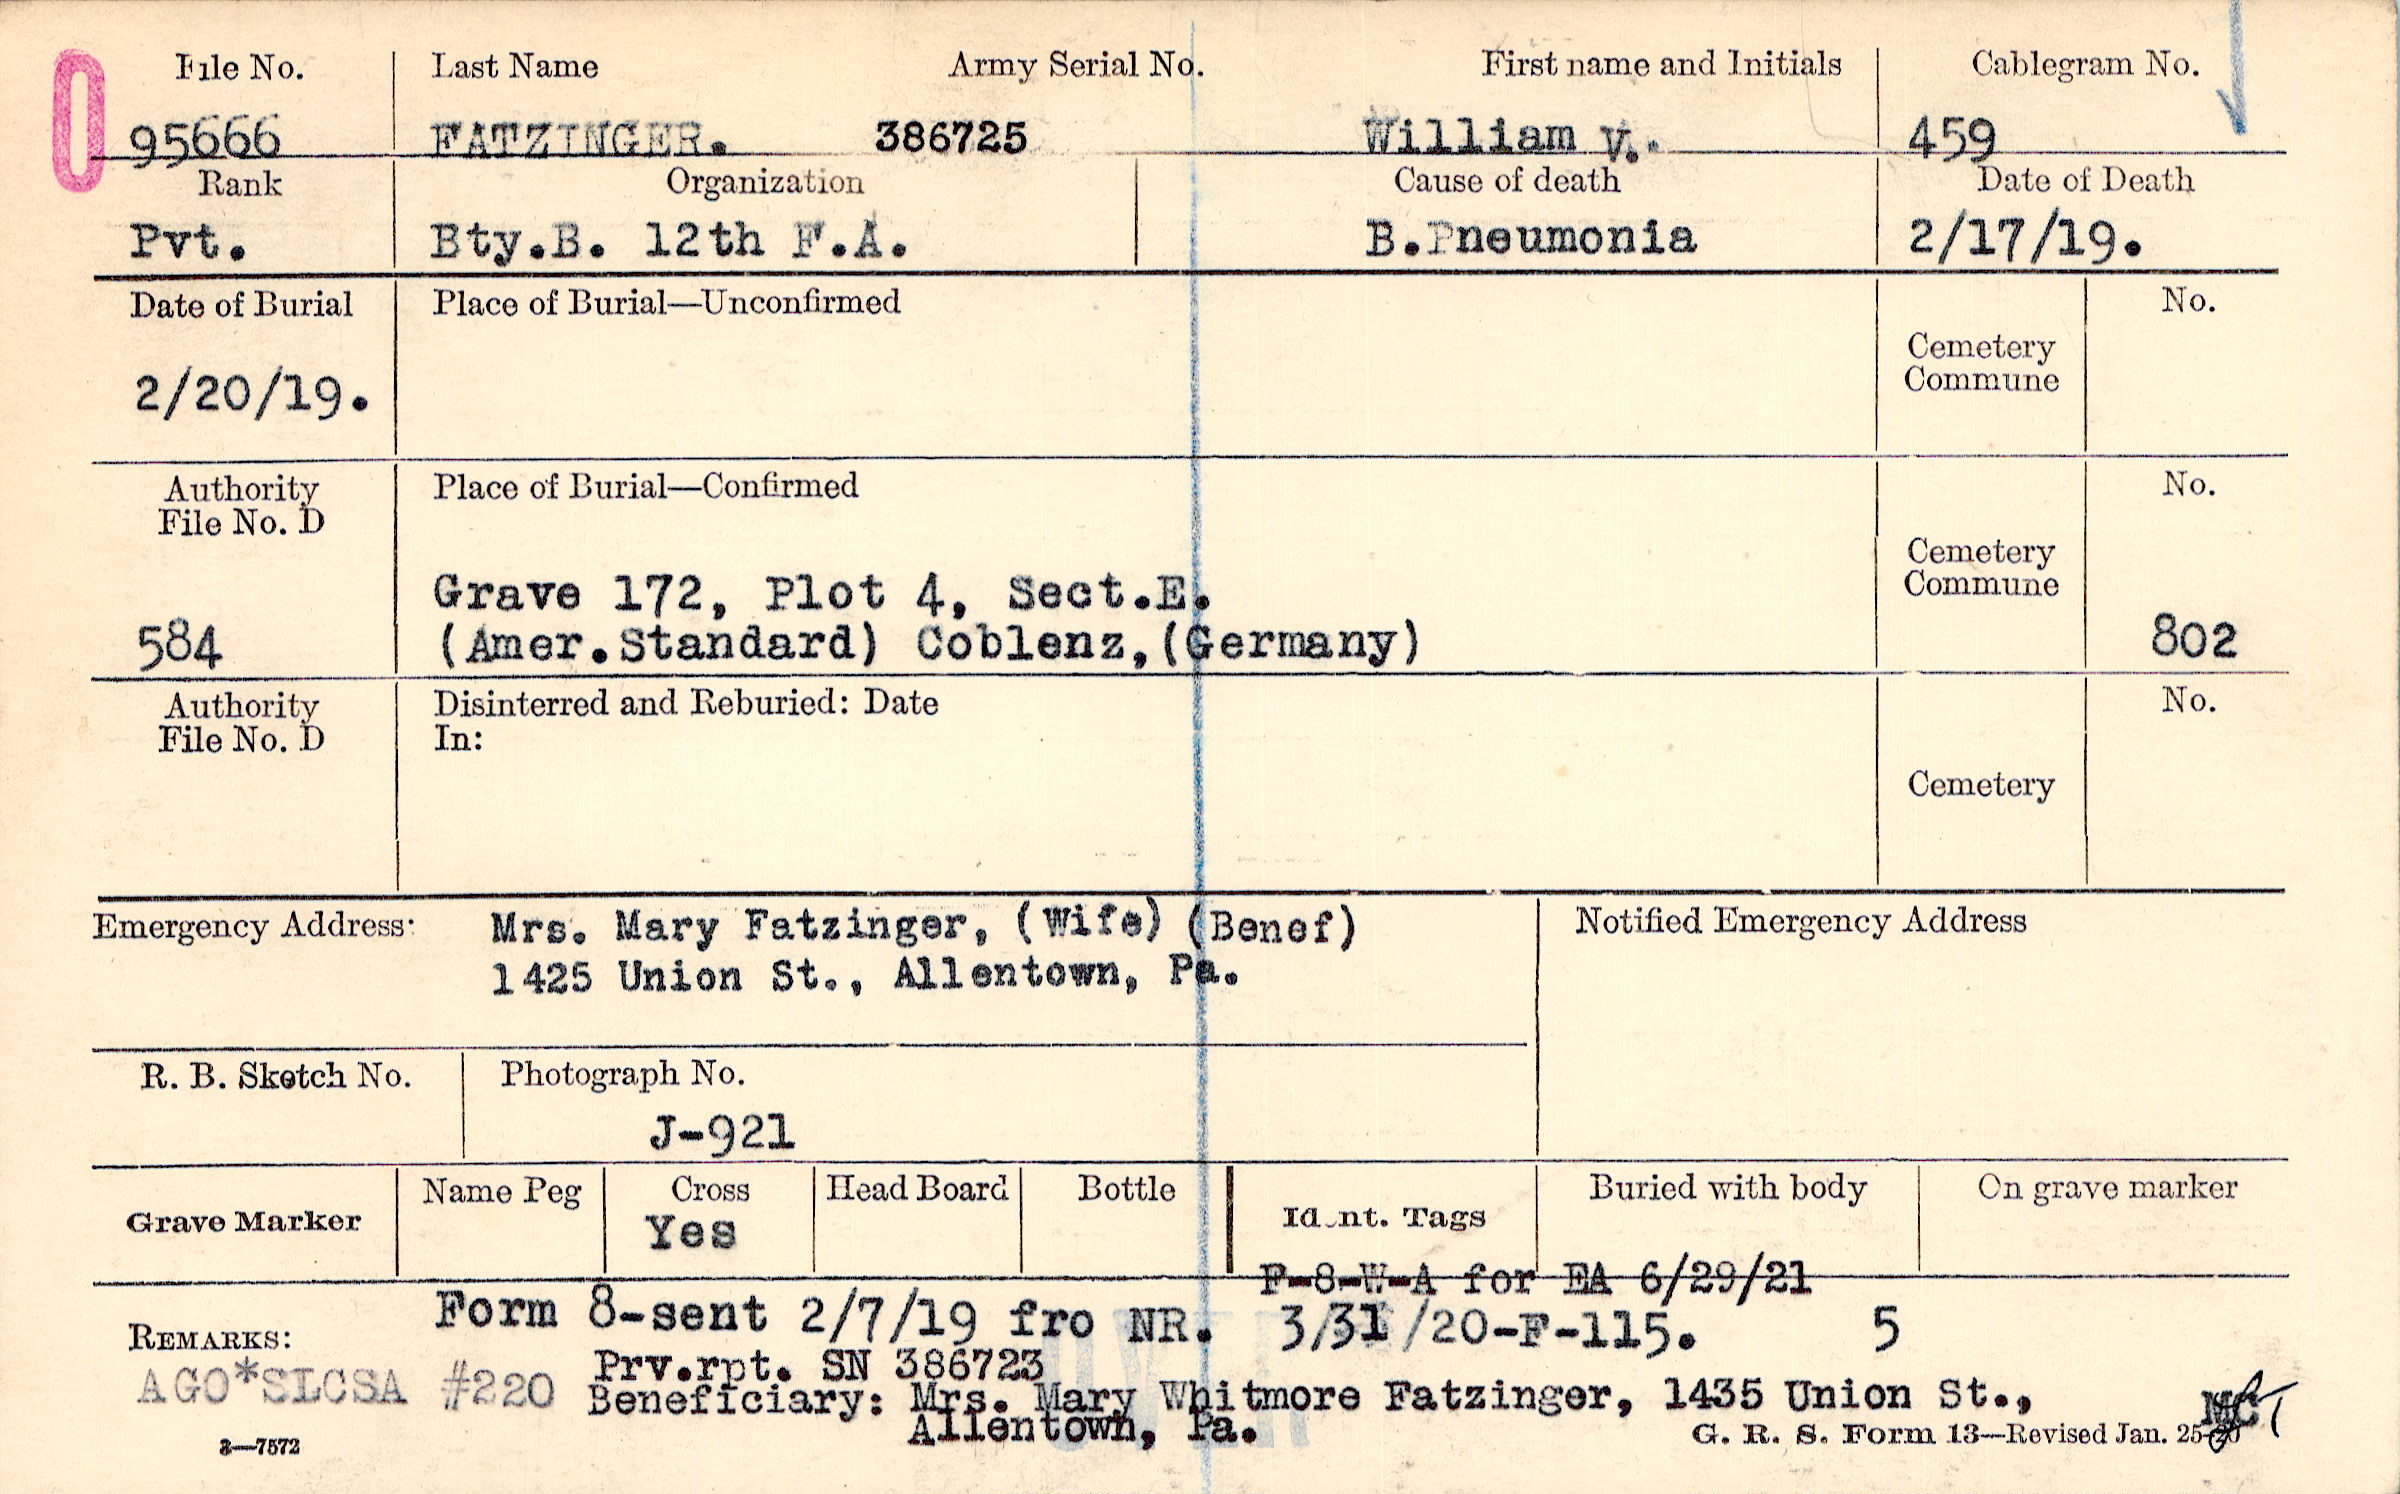 File No. Last Name Army Serial No. First name and Initials Cablegram No.
95666 FATZINGER. 386725 William V. 459
Rank Organization Cause of death Date of Death
Pvt. Bty.B. 12th F.A. B.Pneumonia 2/17/19.
Date of Burial Place of Burial—Unconfirmed No.
Cemetery
Commune
2/20/19.
Authority Place of Burial—Confirmed No.
File No. D
Cemetery
Commune
Grave 172, Plot 4, Sect.E.
584 (Amer.Standard) Coblenz,(Germany) 802
Authority Disinterred and Reburied: Date No.
File No. D In:
Cemetery
Emergency Address: Mrs. Mary Fatzinger, (Wife) (Benef) Notified Emergency Address
1425 Union St., Allentown, Pa.
R. B. Sketch No. Photograph No.
J-921
Grave Marker Name Peg Cross Head Board Bottle Ident. Tags Buried with body On grave marker
Yes
F-8-W-A for EA 6/29/21
Form 8-sent 2/7/19 fro NR. 3/31/20-F-115. 5
REMARKS:
Prv.rpt. SN 386723
AGO*SLCSA #220
Beneficiary: Mrs. Mary Whitmore Fatzinger, 1435 Union St.,
Allentown, Pa.
3—7572 G. R. S. Form 13—Revised Jan. 25-20